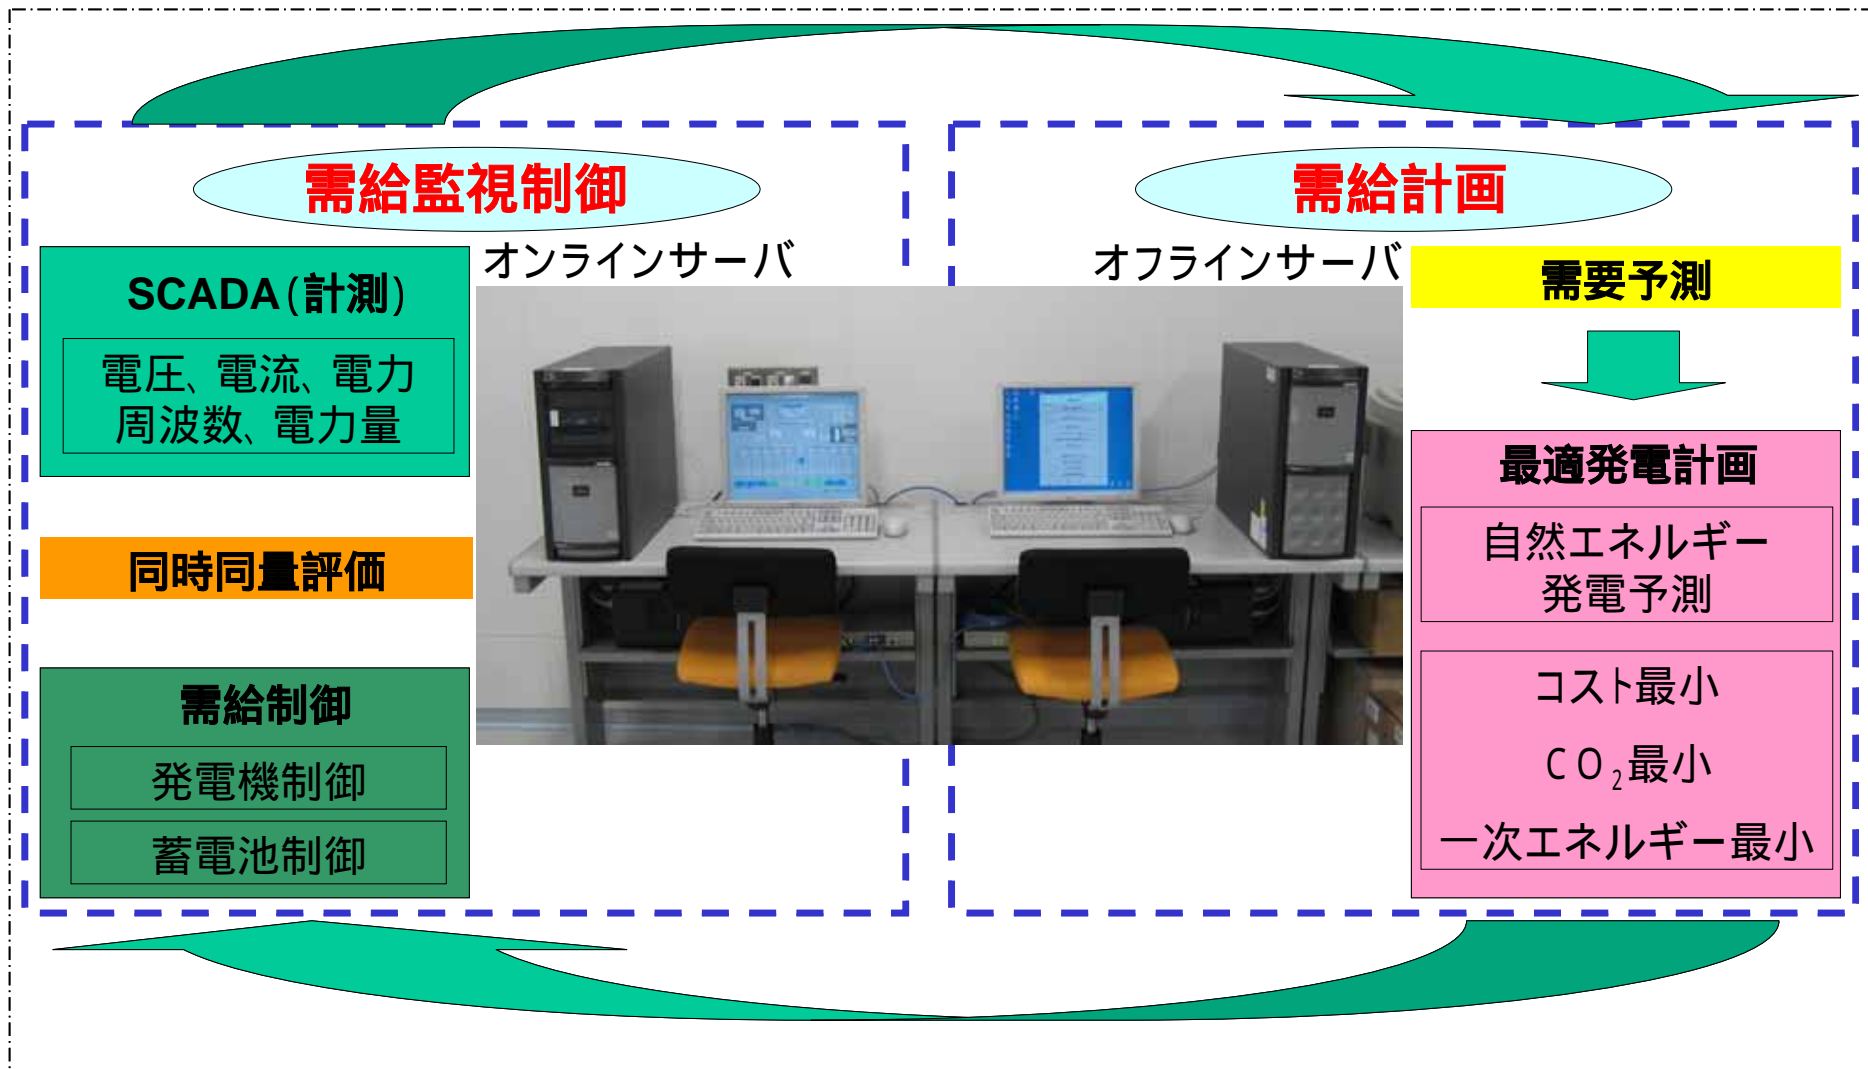 需給監視制御
オンラインサーバ
SCADA(計測)
電圧、電流、電力
周波数、電力量
同時同量評価
需給制御
発電機制御
蓄電池制御
需給計画
オフラインサーバ
需要予測
最適発電計画
自然エネルギー
発電予測
コスト最小
CO₂最小
一次エネルギー最小